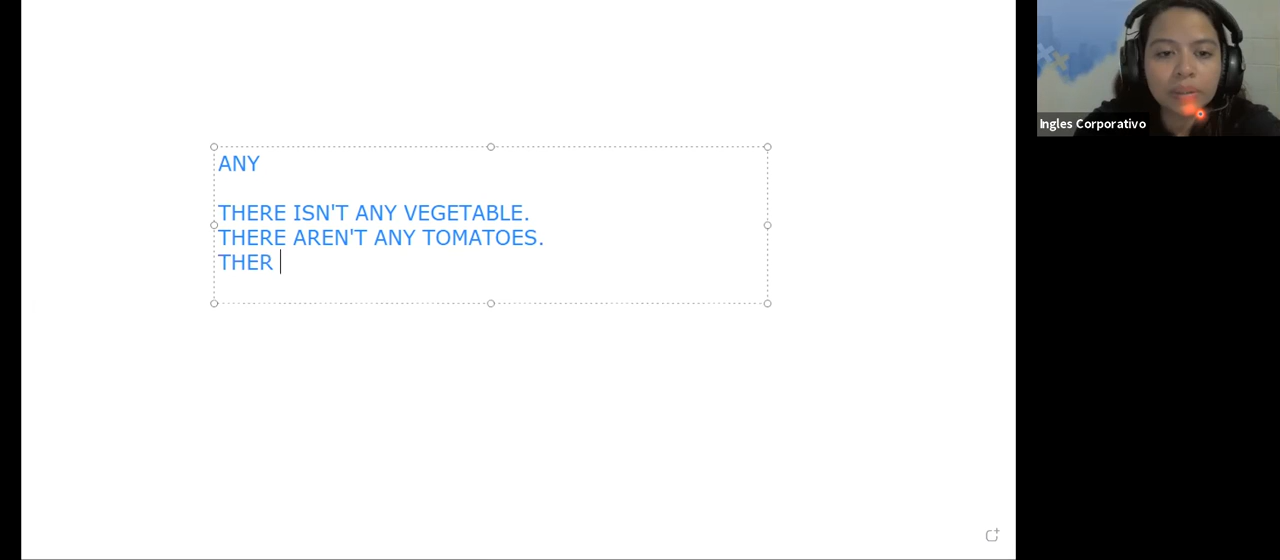 ANY
THERE ISN'T ANY VEGETABLE.
THERE AREN'T ANY TOMATOES.
THER
Ingles Corporativo